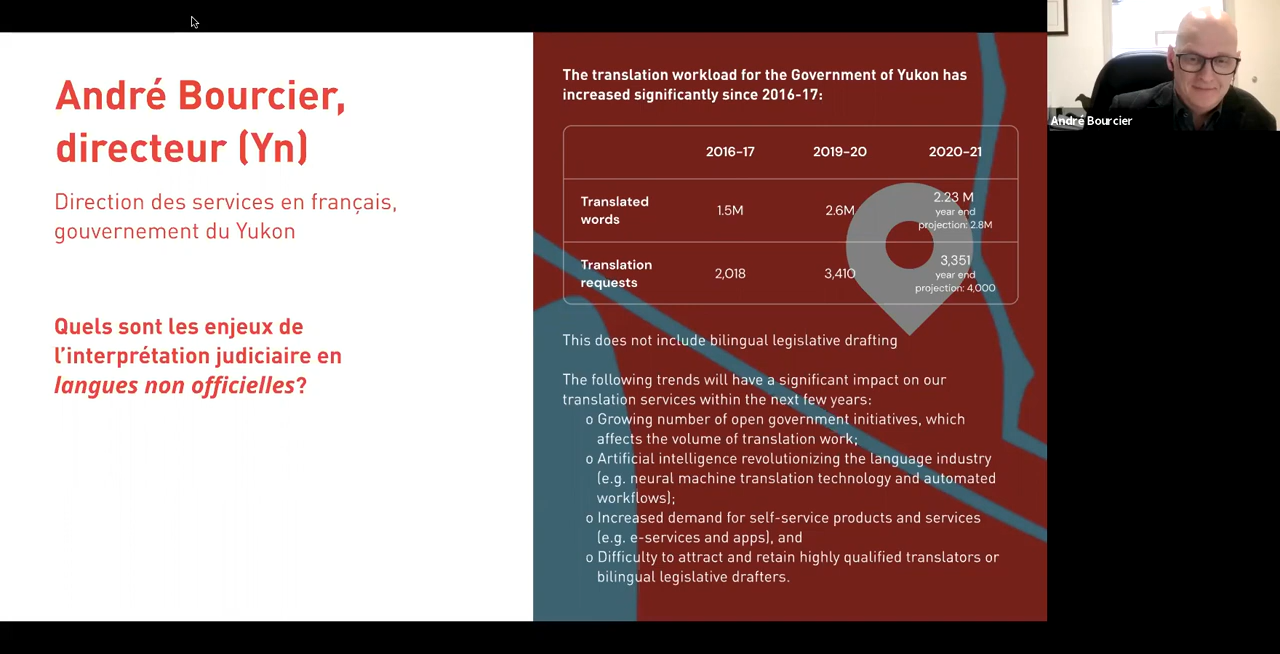 André Bourcier,
directeur (Yn)
Direction des services en français,
gouvernement du Yukon
Quels sont les enjeux de
l'interprétation judiciaire en
langues non officielles?
The translation workload for the Government of Yukon has
increased significantly since 2016-17:
2016-17 2019-20 2020-21
Translated
words
1.5M 2.6M 2.23 M
year end
projection: 2.8M
Translation
requests
2,018 3,410 3,351
year end
projection: 4,000
This does not include bilingual legislative drafting
The following trends will have a significant impact on our
translation services within the next few years:
o Growing number of open government initiatives, which
affects the volume of translation work;
o Artificial intelligence revolutionizing the language industry
(e.g. neural machine translation technology and automated
workflows);
o Increased demand for self-service products and services
(e.g. e-services and apps), and
o Difficulty to attract and retain highly qualified translators or
bilingual legislative drafters.
André Bourcier